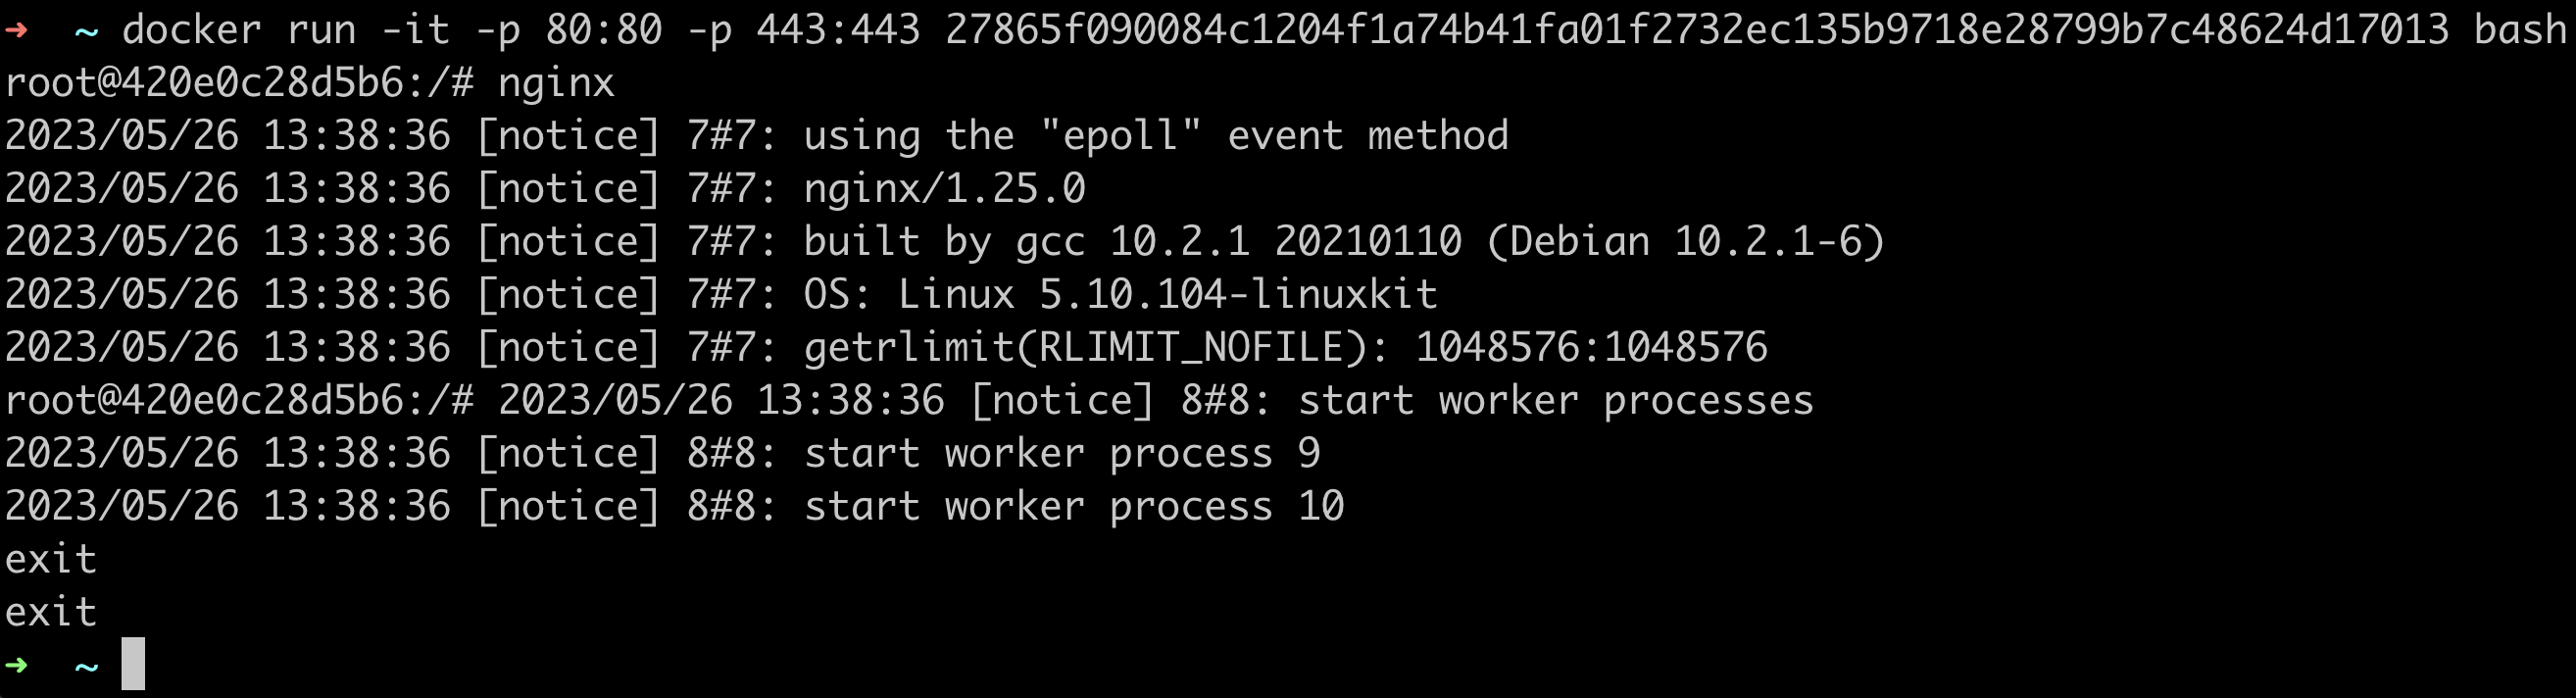 ➜  ~ docker run -it -p 80:80 -p 443:443 27865f090084c1204f1a74b41fa01f2732ec135b9718e28799b7c48624d17013 bash
root@420e0c28d5b6:/# nginx
2023/05/26 13:38:36 [notice] 7#7: using the "epoll" event method
2023/05/26 13:38:36 [notice] 7#7: nginx/1.25.0
2023/05/26 13:38:36 [notice] 7#7: built by gcc 10.2.1 20210110 (Debian 10.2.1-6)
2023/05/26 13:38:36 [notice] 7#7: OS: Linux 5.10.104-linuxkit
2023/05/26 13:38:36 [notice] 7#7: getrlimit(RLIMIT_NOFILE): 1048576:1048576
root@420e0c28d5b6:/# 2023/05/26 13:38:36 [notice] 8#8: start worker processes
2023/05/26 13:38:36 [notice] 8#8: start worker process 9
2023/05/26 13:38:36 [notice] 8#8: start worker process 10
exit
exit
➜  ~